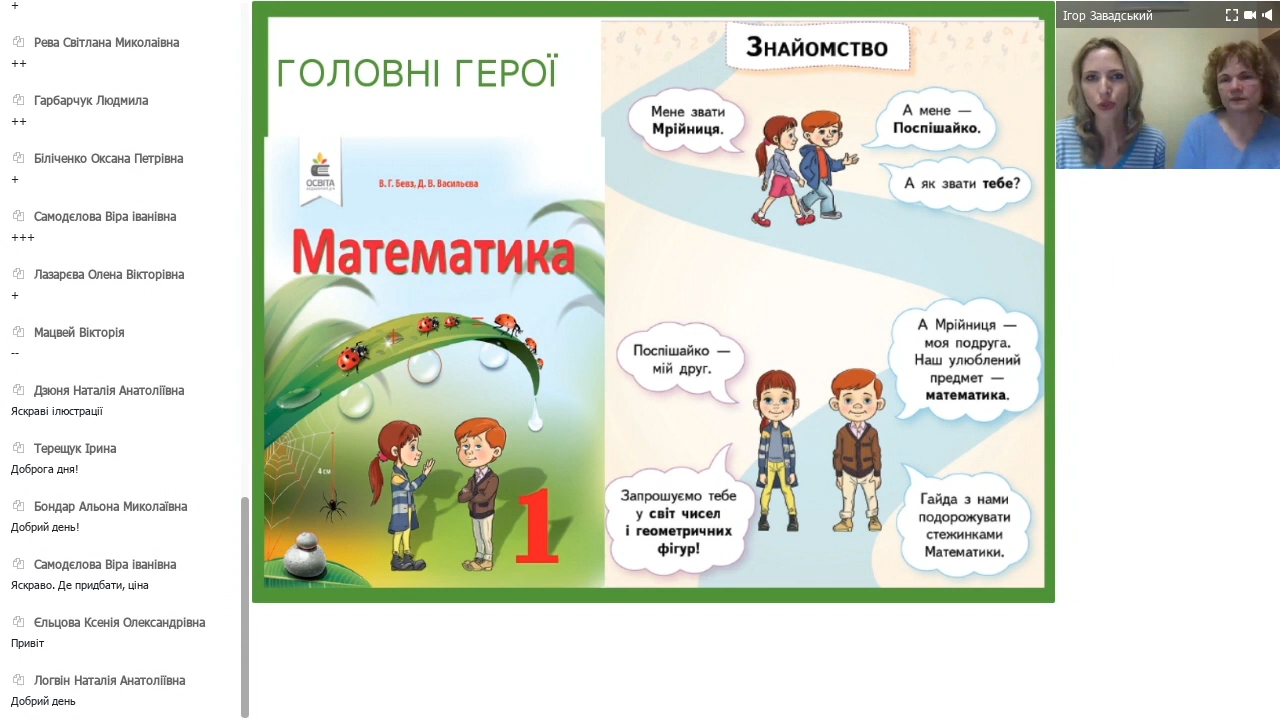 +
Рева Світлана Миколаївна
++
Гарбарчук Людмила
++
Біліченко Оксана Петрівна
+
Самодєлова Віра іванівна
+++
Лазарєва Олена Вікторівна
+
Мацвей Вікторія
--
Дзюня Наталія Анатоліївна
Яскраві ілюстрації
Терещук Ірина
Доброга дня!
Бондар Альона Миколаївна
Добрий день!
Самодєлова Віра іванівна
Яскраво. Де придбати, ціна
Єльцова Ксенія Олександрівна
Привіт
Логвін Наталія Анатоліївна
Добрий день
ГОЛОВНІ ГЕРОЇ
ОСВІТА
В. Г. Бевз, Д. В. Васильєва
Математика
4 см
1
Знайомство
Мене звати
Мрійниця.
А мене —
Поспішайко.
А як звати тебе?
Поспішайко —
мій друг.
А Мрійниця —
моя подруга.
Наш улюблений
предмет —
математика.
Запрошуємо тебе
у світ чисел
і геометричних
фігур!
Гайда з нами
подорожувати
стежинками
Математики.
Ігор Завадський